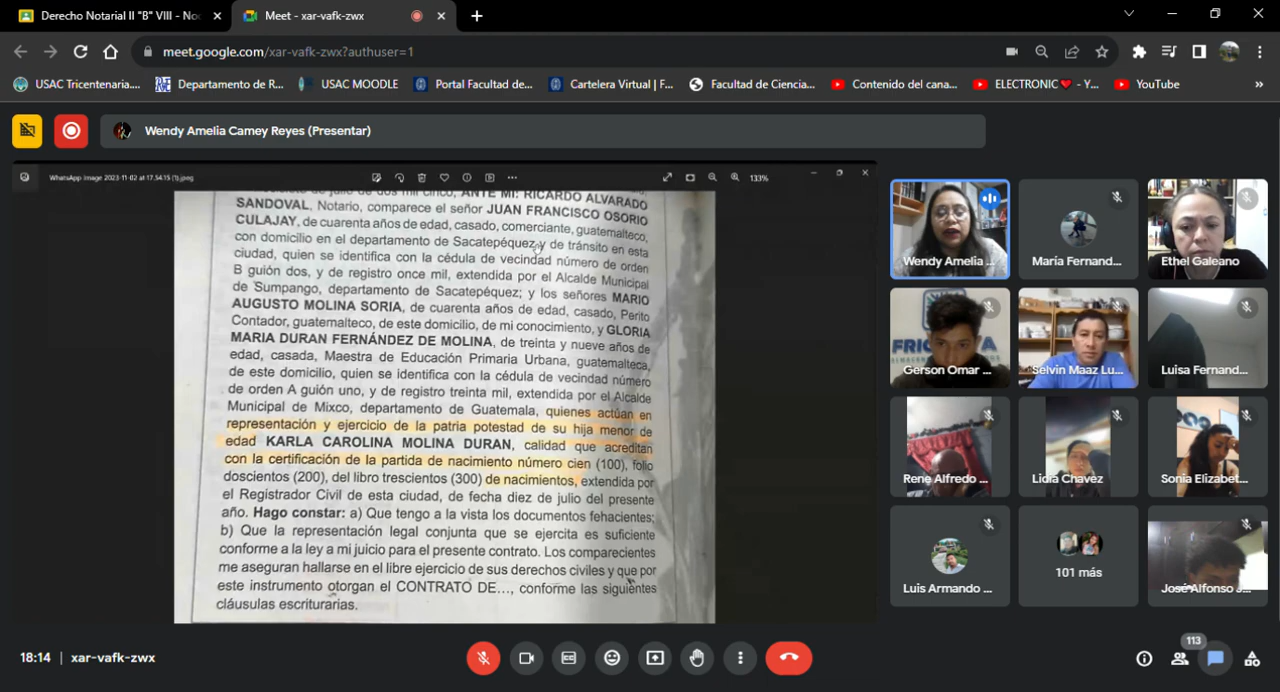 Derecho Notarial II "B" VIII - No
Meet - xar-vafk-zwx
meet.google.com/xar-vafk-zwx?authuser=1
USAC Tricentenaria....
Departamento de R...
USAC MOODLE
Portal Facultad de...
Cartelera Virtual | F...
Facultad de Ciencia...
Contenido del cana...
ELECTRONIC❤ - Y...
YouTube
»
Wendy Amelia Camey Reyes (Presentar)
WhatsApp Image 2023-11-02 at 17.54.15 (1).jpeg
133%
de julio de dos mil cinco, ANTE MI: RICARDO ALVARADO
SANDOVAL, Notario, comparece el señor JUAN FRANCISCO OSORIO
CULAJAY, de cuarenta años de edad, casado, comerciante, guatemalteco,
con domicilio en el departamento de Sacatepéquez y de tránsito en esta
ciudad, quien se identifica con la cédula de vecindad número de orden
B guión dos, y de registro once mil, extendida por el Alcalde Municipal
de Sumpango, departamento de Sacatepéquez; y los señores MARIO
AUGUSTO MOLINA SORIA, de cuarenta años de edad, casado, Perito
Contador, guatemalteco, de este domicilio, de mi conocimiento, y GLORIA
MARIA DURAN FERNÁNDEZ DE MOLINA, de treinta y nueve años de
edad, casada, Maestra de Educación Primaria Urbana, guatemalteca,
de este domicilio, quien se identifica con la cédula de vecindad número
de orden A guión uno, y de registro treinta mil, extendida por el Alcalde
Municipal de Mixco, departamento de Guatemala, quienes actúan en
representación y ejercicio de la patria potestad de su hija menor de
edad KARLA CAROLINA MOLINA DURAN, calidad que acreditan
con la certificación de la partida de nacimiento número cien (100), folio
doscientos (200), del libro trescientos (300) de nacimientos, extendida por
el Registrador Civil de esta ciudad, de fecha diez de julio del presente
año. Hago constar: a) Que tengo a la vista los documentos fehacientes;
b) Que la representación legal conjunta que se ejercita es suficiente
conforme a la ley a mi juicio para el presente contrato. Los comparecientes
me aseguran hallarse en el libre ejercicio de sus derechos civiles y que por
este instrumento otorgan el CONTRATO DE..., conforme las siguientes
cláusulas escriturarias.
Wendy Amelia ...
María Fernand...
Ethel Galeano
Gerson Omar ...
Selvin Maaz Lu...
Luisa Fernand...
Rene Alfredo ...
Lidia Chávez
Sonia Elizabet...
Luis Armando ...
101 más
José Alfonso J...
18:14 | xar-vafk-zwx
113